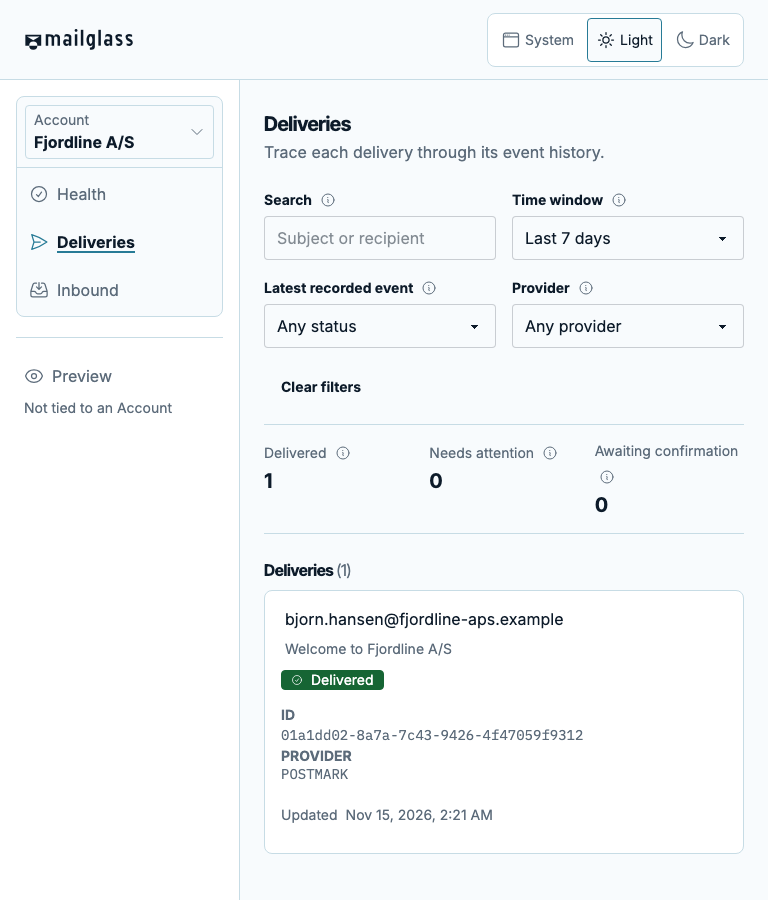 mailglass
System
Light
Dark
Account
Fjordline A/S
Health
Deliveries
Inbound
Preview
Not tied to an Account
Deliveries
Trace each delivery through its event history.
Search
Time window
Subject or recipient
Last 7 days
Latest recorded event
Provider
Any status
Any provider
Clear filters
Delivered
1
Needs attention
0
Awaiting confirmation
0
Deliveries (1)
bjorn.hansen@fjordline-aps.example
Welcome to Fjordline A/S
Delivered
ID
01a1dd02-8a7a-7c43-9426-4f47059f9312
PROVIDER
POSTMARK
Updated Nov 15, 2026, 2:21 AM